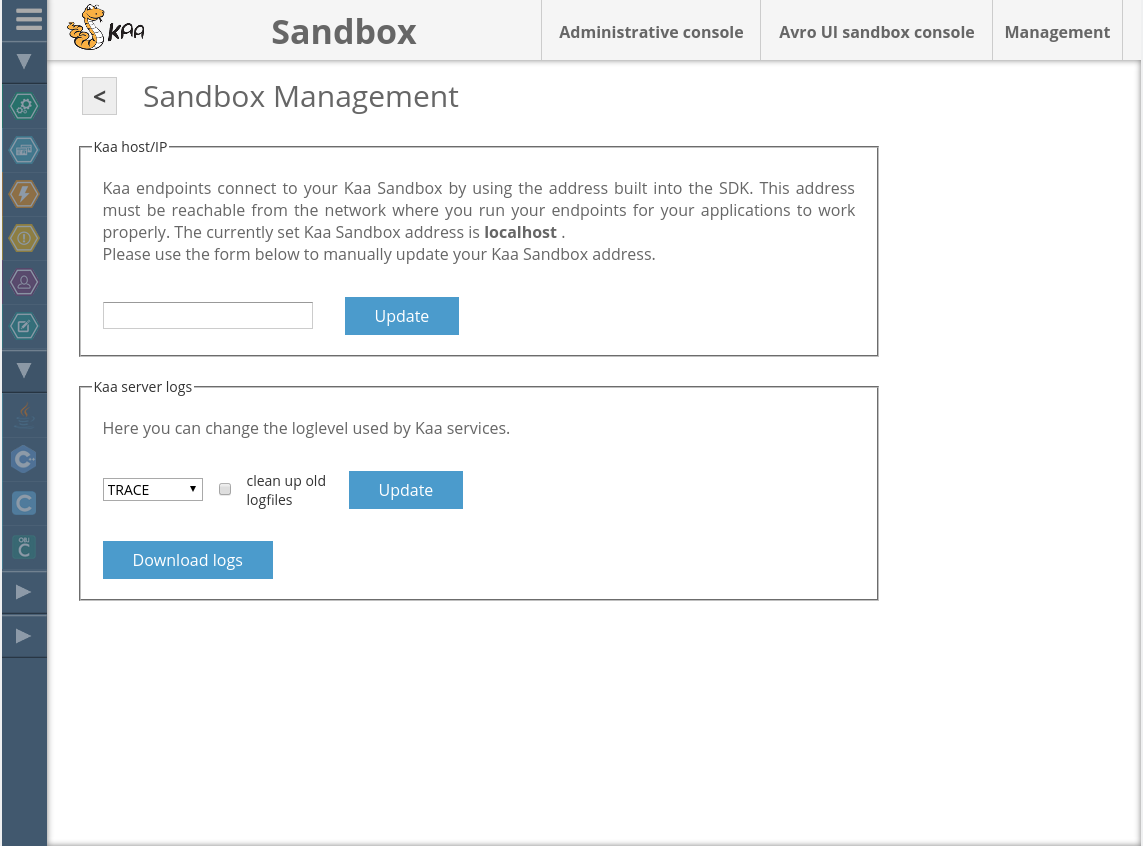 KAA
Sandbox
Administrative console
Avro UI sandbox console
Management
<
Sandbox Management
Kaa host/IP
Kaa endpoints connect to your Kaa Sandbox by using the address built into the SDK. This address
must be reachable from the network where you run your endpoints for your applications to work
properly. The currently set Kaa Sandbox address is localhost .
Please use the form below to manually update your Kaa Sandbox address.
Update
Kaa server logs
Here you can change the loglevel used by Kaa services.
TRACE
clean up old
logfiles
Update
Download logs
C
C
OBJ
C